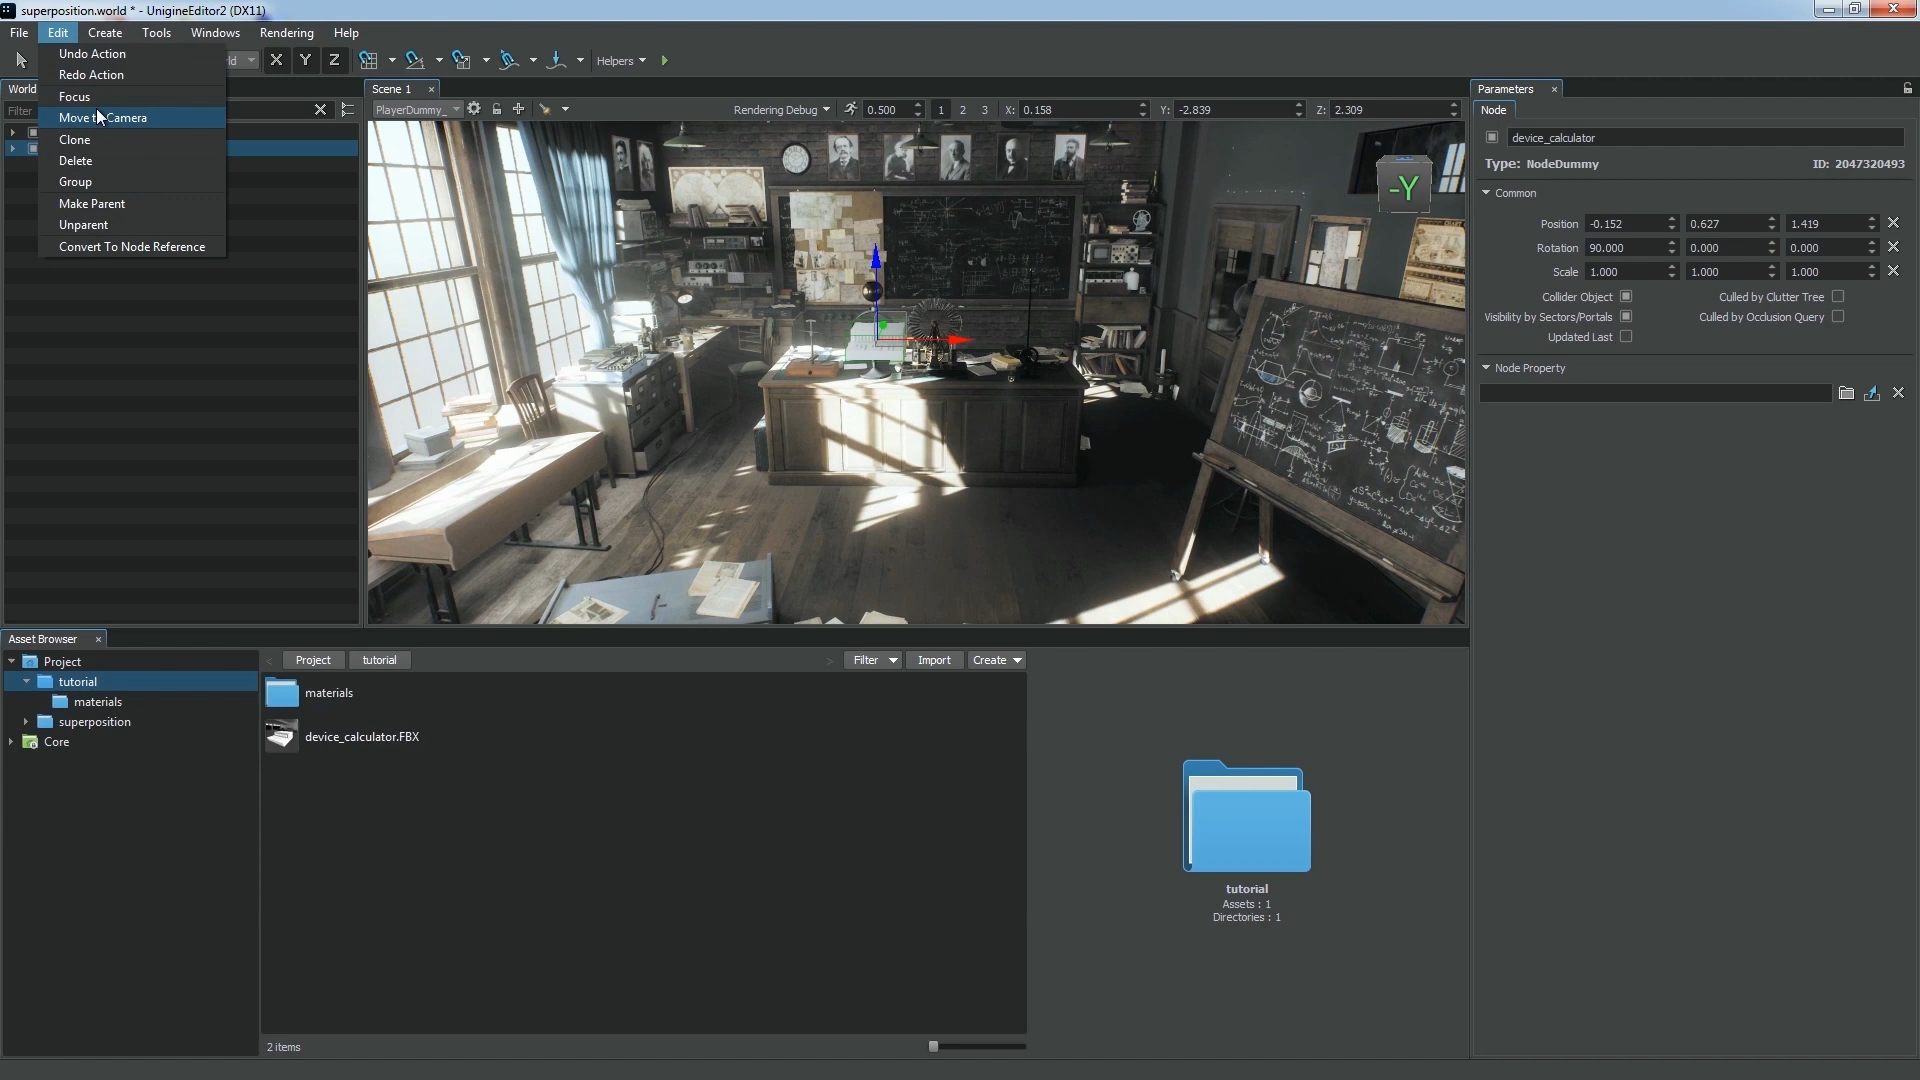 superposition.world * - UnigineEditor2 (DX11)
File Edit Create Tools Windows Rendering Help
Undo Action
Redo Action
Focus
Move to Camera
Clone
Delete
Group
Make Parent
Unparent
Convert To Node Reference
X Y Z Helpers
World
Filter
Scene 1
PlayerDummy_ Rendering Debug 0.500 1 2 3 X: 0.158 Y: -2.839 Z: 2.309
-Y
Parameters
Node
device_calculator
Type: NodeDummy ID: 2047320493
Common
Position -0.152 0.627 1.419
Rotation 90.000 0.000 0.000
Scale 1.000 1.000 1.000
Collider Object Culled by Clutter Tree
Visibility by Sectors/Portals Culled by Occlusion Query
Updated Last
Node Property
Asset Browser
Project
tutorial
materials
superposition
Core
Project tutorial Filter Import Create
materials
device_calculator.FBX
2 items
tutorial
Assets : 1
Directories : 1